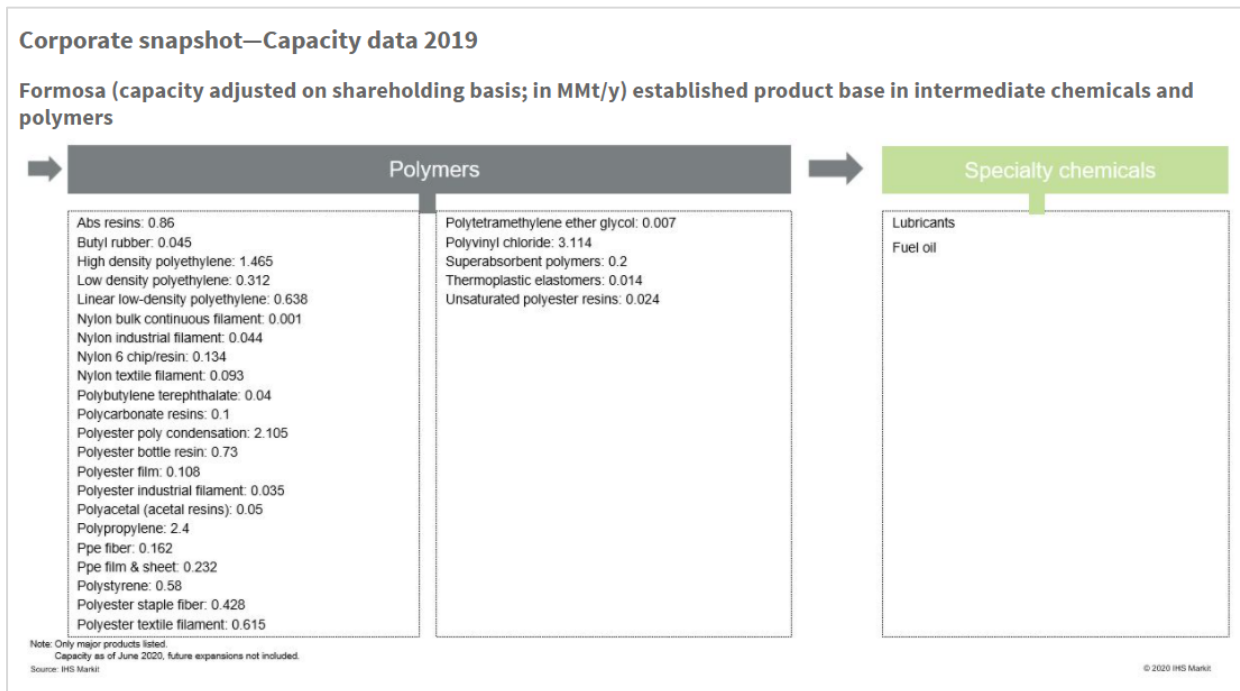 Corporate snapshot—Capacity data 2019
Formosa (capacity adjusted on shareholding basis; in MMt/y) established product base in intermediate chemicals and
polymers
Polymers
Abs resins: 0.86
Butyl rubber: 0.045
High density polyethylene: 1.465
Low density polyethylene: 0.312
Linear low-density polyethylene: 0.638
Nylon bulk continuous filament: 0.001
Nylon industrial filament: 0.044
Nylon 6 chip/resin: 0.134
Nylon textile filament: 0.093
Polybutylene terephthalate: 0.04
Polycarbonate resins: 0.1
Polyester poly condensation: 2.105
Polyester bottle resin: 0.73
Polyester film: 0.108
Polyester industrial filament: 0.035
Polyacetal (acetal resins): 0.05
Polypropylene: 2.4
Ppe fiber: 0.162
Ppe film & sheet: 0.232
Polystyrene: 0.58
Polyester staple fiber: 0.428
Polyester textile filament: 0.615
Polytetramethylene ether glycol: 0.007
Polyvinyl chloride: 3.114
Superabsorbent polymers: 0.2
Thermoplastic elastomers: 0.014
Unsaturated polyester resins: 0.024
Specialty chemicals
Lubricants
Fuel oil
Note: Only major products listed.
Capacity as of June 2020, future expansions not included.
Source: IHS Markit
© 2020 IHS Markit